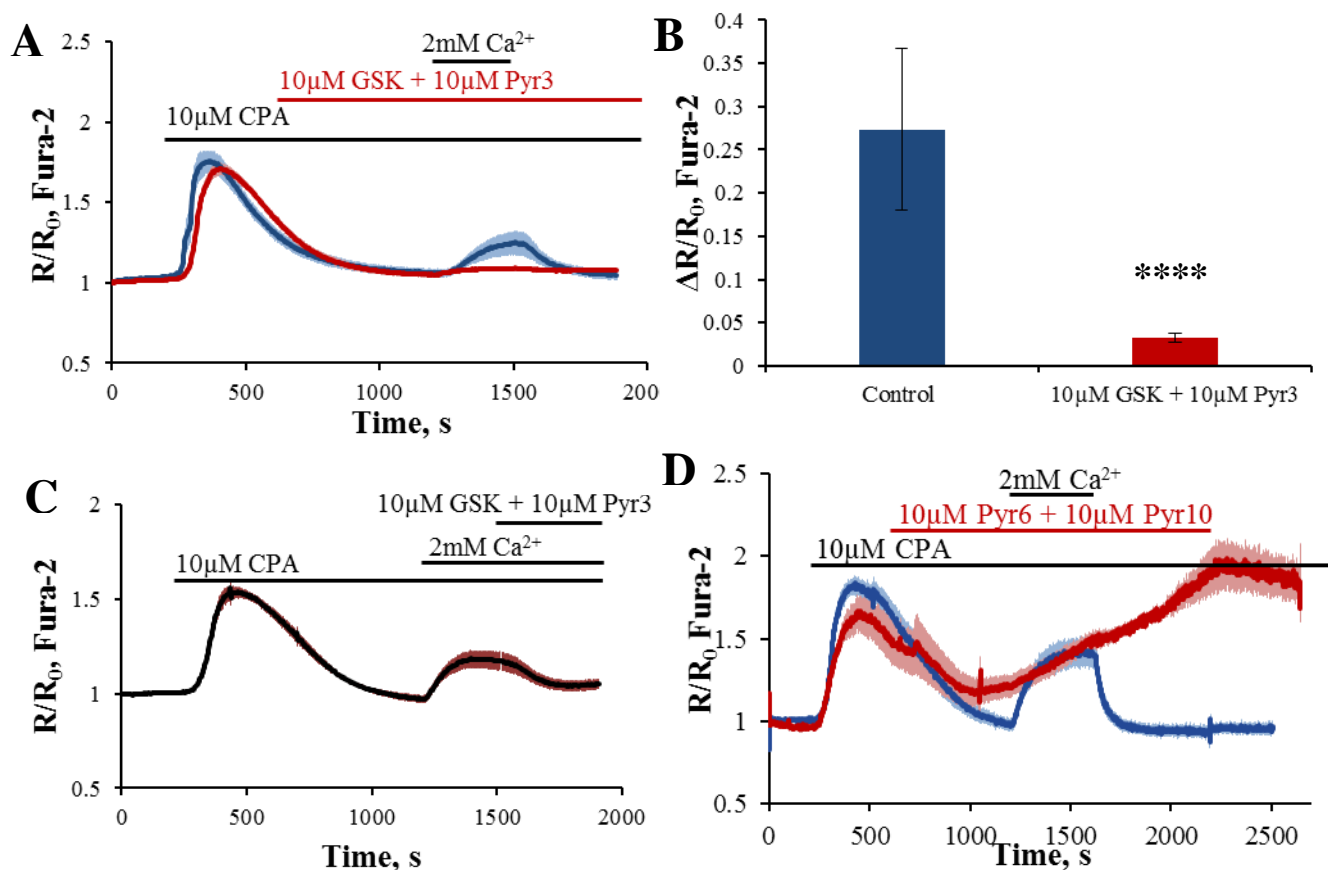 A
2.5
2
1.5
1
0.5
R/R₀, Fura-2
2mM Ca²⁺
10µM GSK + 10µM Pyr3
10µM CPA
0 500 1000 1500 200
Time, s
B
0.4
0.35
0.3
0.25
0.2
0.15
0.1
0.05
0
ΔR/R₀, Fura-2
****
Control 10µM GSK + 10µM Pyr3
C
2
1.5
1
0.5
R/R₀, Fura-2
10µM GSK + 10µM Pyr3
2mM Ca²⁺
10µM CPA
0 500 1000 1500 2000
Time, s
D
2.5
2
1.5
1
0.5
R/R₀ Fura-2
2mM Ca²⁺
10µM Pyr6 + 10µM Pyr10
10µM CPA
0 500 1000 1500 2000 2500
Time, s